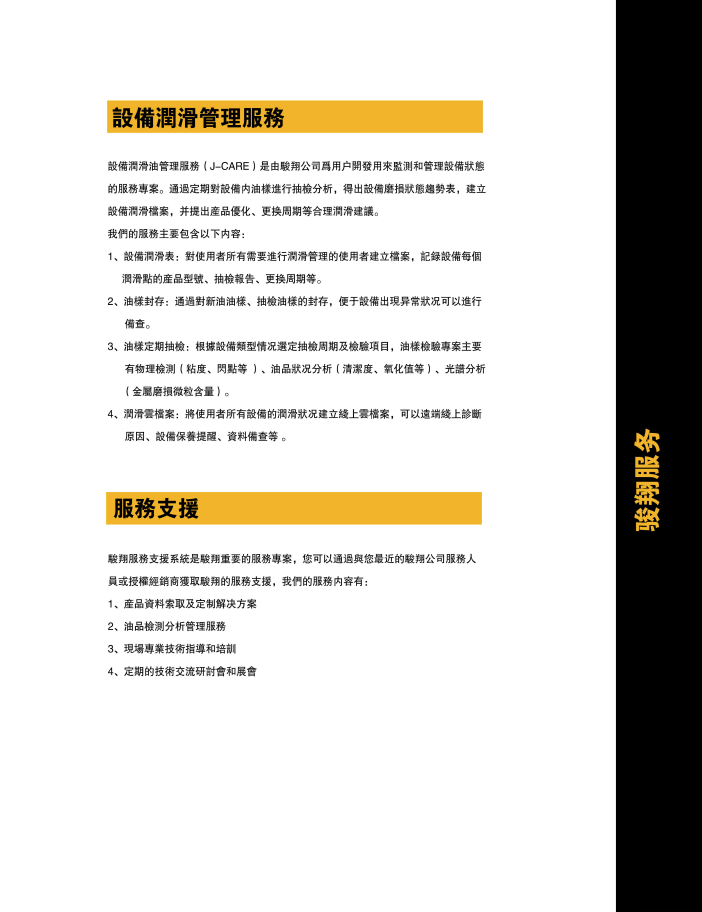 設備潤滑管理服務
設備潤滑油管理服務（J-CARE）是由駿翔公司爲用户開發用來監測和管理設備狀態
的服務專案。通過定期對設備内油樣進行抽檢分析，得出設備磨損狀態趨勢表，建立
設備潤滑檔案，并提出産品優化、更换周期等合理潤滑建議。
我們的服務主要包含以下内容：
1、設備潤滑表：對使用者所有需要進行潤滑管理的使用者建立檔案，記録設備每個
潤滑點的産品型號、抽檢報告、更换周期等。
2、油樣封存：通過對新油油樣、抽檢油樣的封存，便于設備出現异常狀况可以進行
備查。
3、油樣定期抽檢：根據設備類型情况選定抽檢周期及檢驗項目，油樣檢驗專案主要
有物理檢測（粘度、閃點等 ）、油品狀况分析（清潔度、氧化值等）、光譜分析
（金屬磨損微粒含量）。
4、潤滑雲檔案：將使用者所有設備的潤滑狀况建立綫上雲檔案，可以遠端綫上診斷
原因、設備保養提醒、資料備查等 。
服務支援
駿翔服務支援系統是駿翔重要的服務專案，您可以通過與您最近的駿翔公司服務人
員或授權經銷商獲取駿翔的服務支援，我們的服務内容有：
1、産品資料索取及定制解决方案
2、油品檢測分析管理服務
3、現場專業技術指導和培訓
4、定期的技術交流研討會和展會
骏翔服务